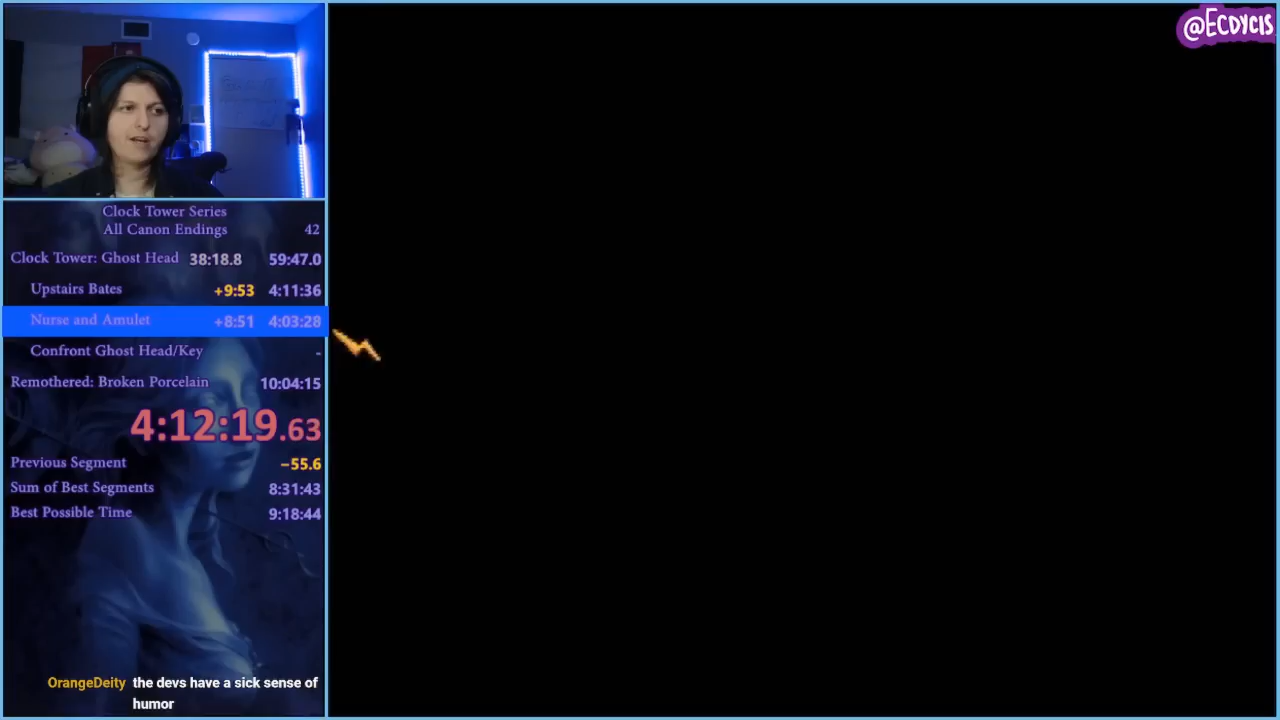 @ECDYCIS
Clock Tower Series
All Canon Endings 42
Clock Tower: Ghost Head 38:18.8 59:47.0
Upstairs Bates +9:53 4:11:36
Nurse and Amulet +8:51 4:03:28
Confront Ghost Head/Key -
Remothered: Broken Porcelain 10:04:15
4:12:19.63
Previous Segment -55.6
Sum of Best Segments 8:31:43
Best Possible Time 9:18:44
OrangeDeity the devs have a sick sense of
humor